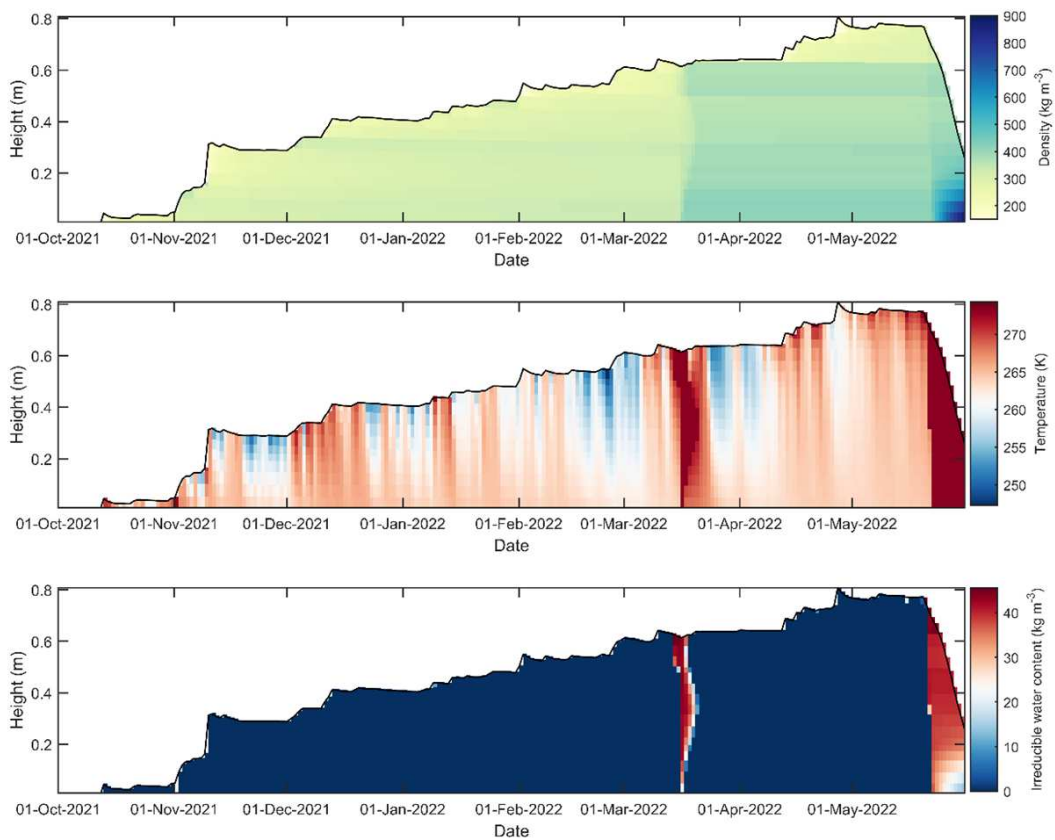 0.8
0.6
0.4
0.2
Height (m)
01-Oct-2021 01-Nov-2021 01-Dec-2021 01-Jan-2022 01-Feb-2022 01-Mar-2022 01-Apr-2022 01-May-2022
Date
900
800
700
600
500
400
300
200
Density (kg m⁻³)
0.8
0.6
0.4
0.2
Height (m)
01-Oct-2021 01-Nov-2021 01-Dec-2021 01-Jan-2022 01-Feb-2022 01-Mar-2022 01-Apr-2022 01-May-2022
Date
270
265
260
255
250
Temperature (K)
0.8
0.6
0.4
0.2
Height (m)
01-Oct-2021 01-Nov-2021 01-Dec-2021 01-Jan-2022 01-Feb-2022 01-Mar-2022 01-Apr-2022 01-May-2022
Date
40
30
20
10
0
Irreducible water content (kg m⁻³)